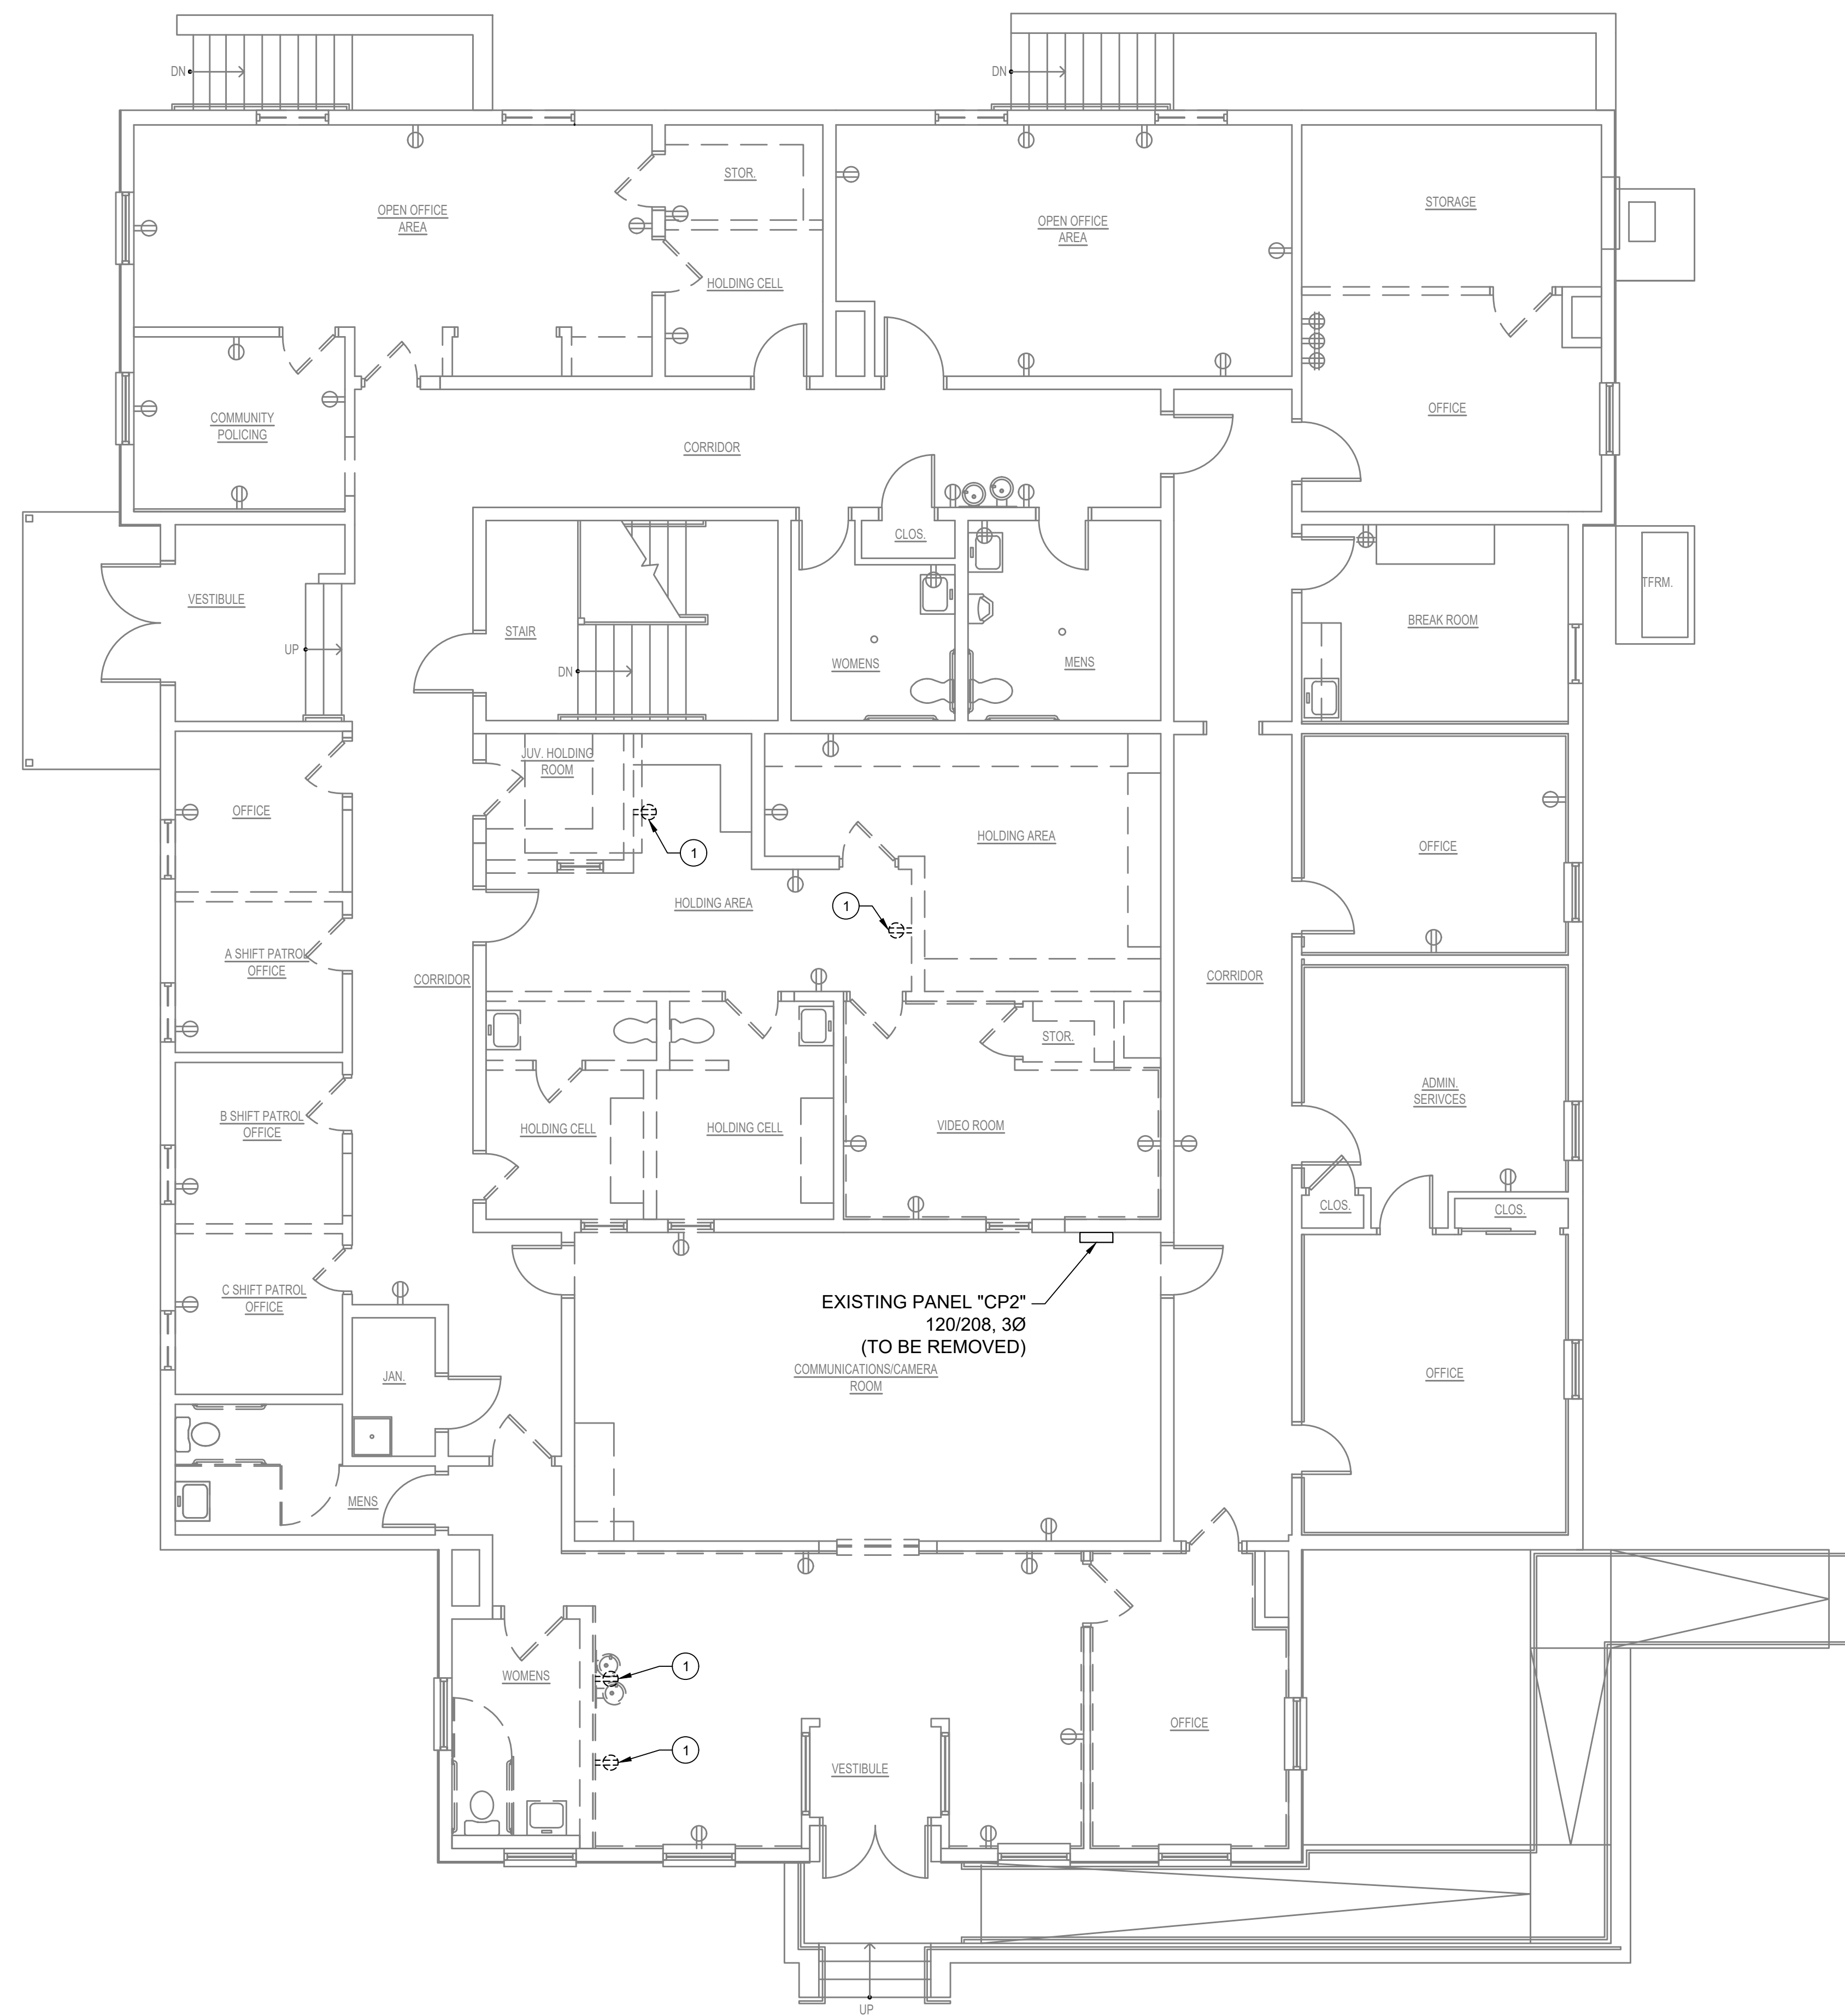 DN
DN
STOR.
OPEN OFFICE
AREA
STORAGE
OPEN OFFICE
AREA
HOLDING CELL
COMMUNITY
POLICING
OFFICE
CORRIDOR
CLOS.
VESTIBULE
UP
STAIR
DN
WOMENS
MENS
BREAK ROOM
TFRM.
JUV. HOLDING
ROOM
OFFICE
1
HOLDING AREA
OFFICE
HOLDING AREA
1
A SHIFT PATROL
OFFICE
CORRIDOR
CORRIDOR
STOR.
B SHIFT PATROL
OFFICE
HOLDING CELL
HOLDING CELL
VIDEO ROOM
ADMIN.
SERIVCES
CLOS.
CLOS.
C SHIFT PATROL
OFFICE
EXISTING PANEL "CP2"
120/208, 3Ø
(TO BE REMOVED)
COMMUNICATIONS/CAMERA
ROOM
JAN.
OFFICE
MENS
WOMENS
1
1
OFFICE
VESTIBULE
UP